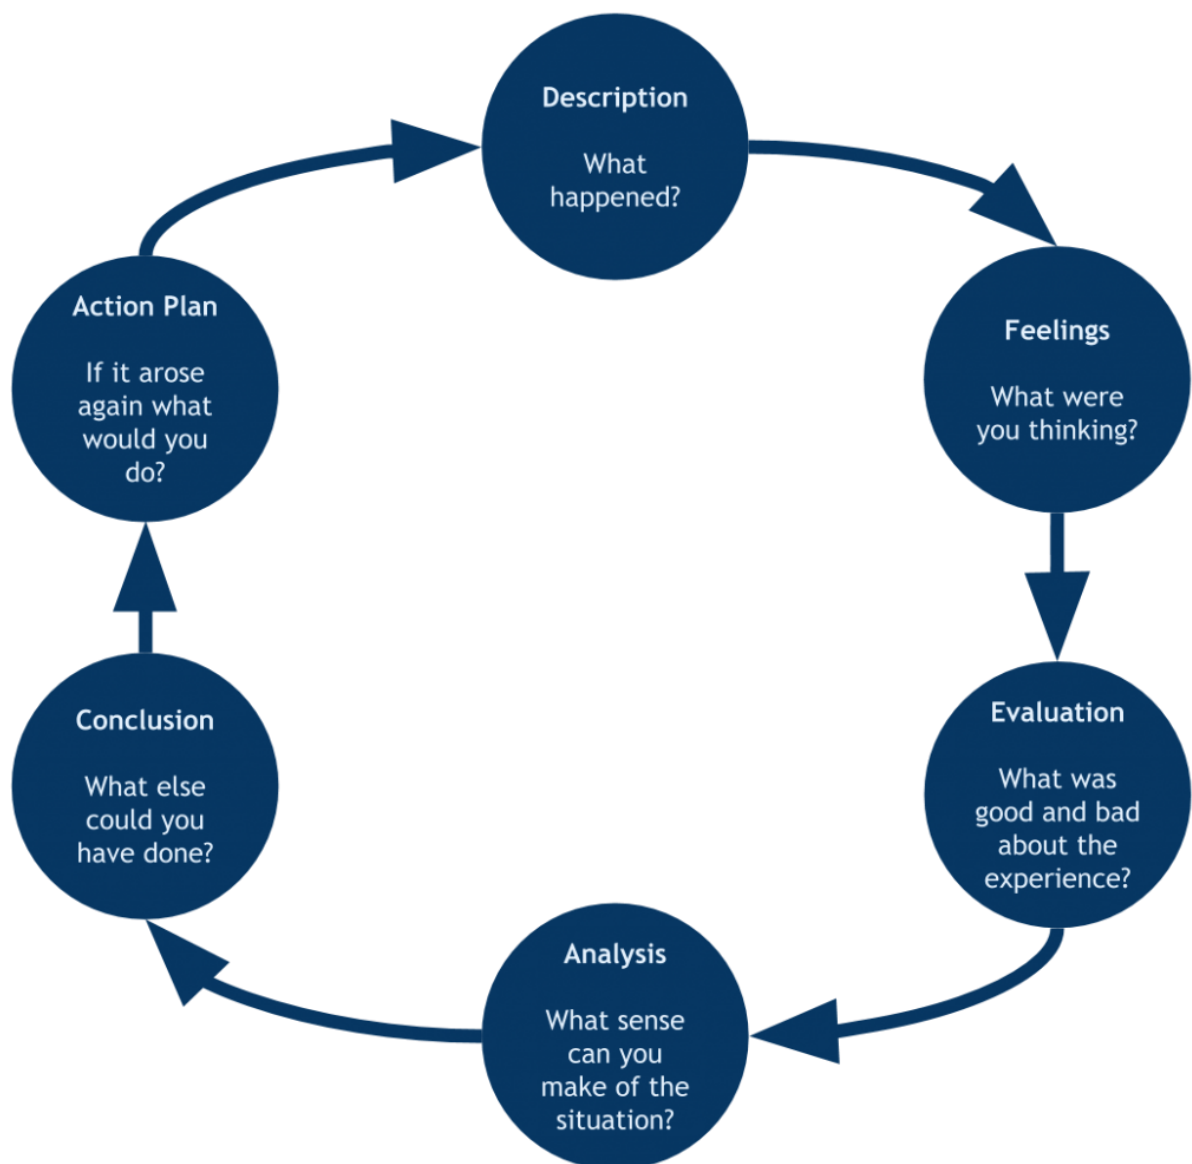 Description
What
happened?
Feelings
What were
you thinking?
Evaluation
What was
good and bad
about the
experience?
Analysis
What sense
can you
make of the
situation?
Conclusion
What else
could you
have done?
Action Plan
If it arose
again what
would you
do?